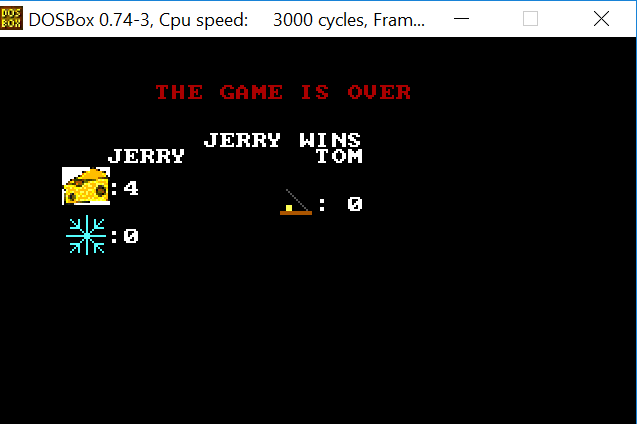 DOS
BOX
DOSBox 0.74-3, Cpu speed: 3000 cycles, Fram...
THE GAME IS OVER
JERRY WINS
JERRY TOM
:4
: 0
:0